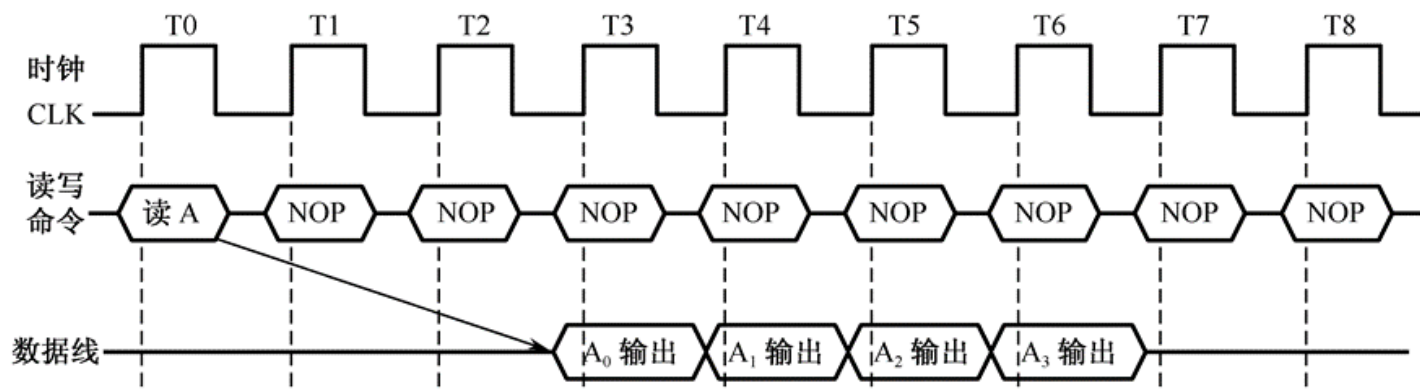 T0 T1 T2 T3 T4 T5 T6 T7 T8
时钟
CLK
读写
命令
读 A NOP NOP NOP NOP NOP NOP NOP NOP
数据线
A₀ 输出 A₁ 输出 A₂ 输出 A₃ 输出